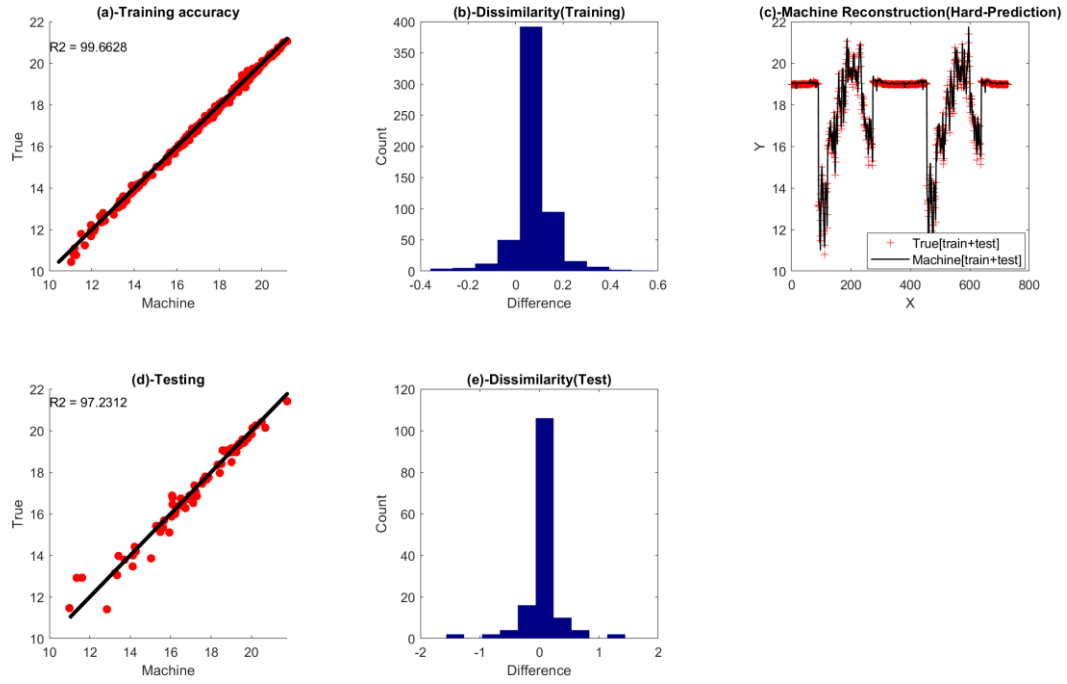 (a)-Training accuracy
22
20
18
16
14
12
10
True
R2 = 99.6628
10 12 14 16 18 20
Machine
(b)-Dissimilarity(Training)
400
350
300
250
200
150
100
50
0
Count
-0.4 -0.2 0 0.2 0.4 0.6
Difference
(c)-Machine Reconstruction(Hard-Prediction)
22
20
18
16
14
12
10
Y
True[train+test]
Machine[train+test]
0 200 400 600 800
X
(d)-Testing
22
20
18
16
14
12
10
True
R2 = 97.2312
10 12 14 16 18 20
Machine
(e)-Dissimilarity(Test)
120
100
80
60
40
20
0
Count
-2 -1 0 1 2
Difference